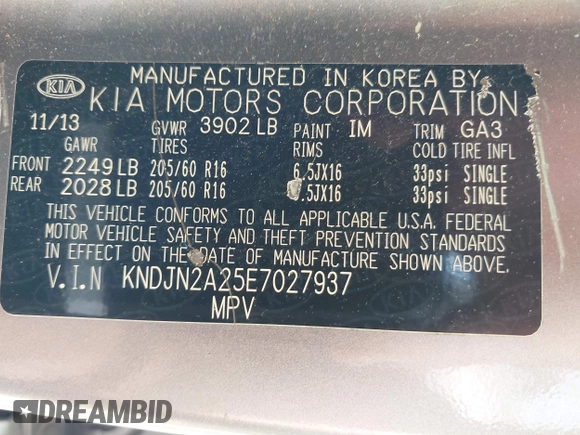 KIA MANUFACTURED IN KOREA BY
KIA MOTORS CORPORATION
11/13 GVWR 3902 LB PAINT IM TRIM GA3
GAWR TIRES RIMS COLD TIRE INFL
FRONT 2249 LB 205/60 R16 6.5JX16 33psi SINGLE
REAR 2028 LB 205/60 R16 .5JX16 33psi SINGLE
THIS VEHICLE CONFORMS TO ALL APPLICABLE U.S.A. FEDERAL
MOTOR VEHICLE SAFETY AND THEFT PREVENTION STANDARDS
IN EFFECT ON THE DATE OF MANUFACTURE SHOWN ABOVE.
V.I.N KNDJN2A25E7027937
MPV
DREAMBID